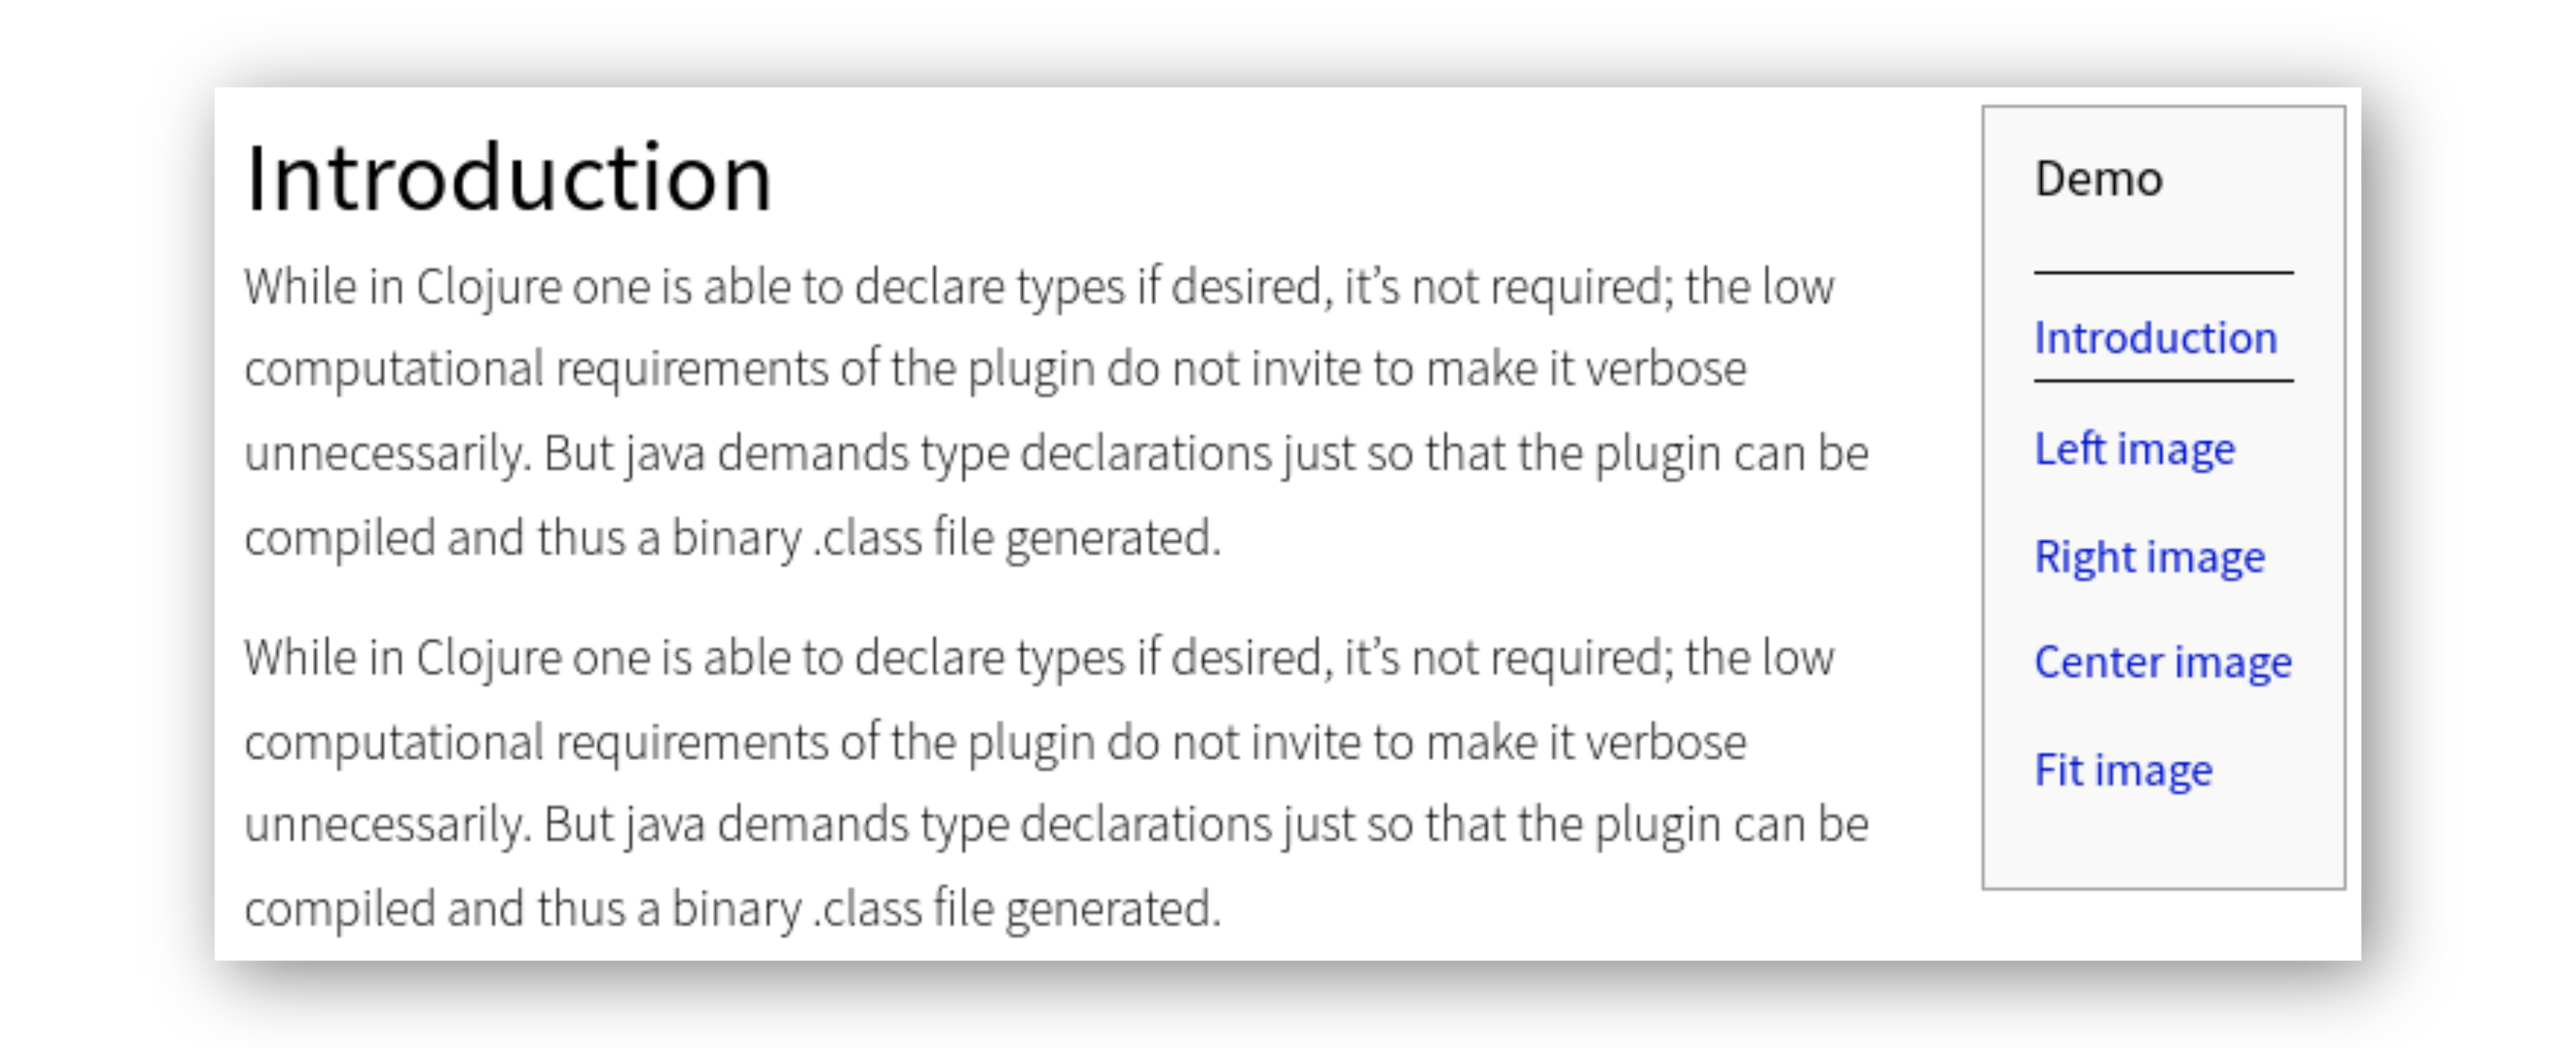 Introduction
While in Clojure one is able to declare types if desired, it’s not required; the low
computational requirements of the plugin do not invite to make it verbose
unnecessarily. But java demands type declarations just so that the plugin can be
compiled and thus a binary .class file generated.
While in Clojure one is able to declare types if desired, it’s not required; the low
computational requirements of the plugin do not invite to make it verbose
unnecessarily. But java demands type declarations just so that the plugin can be
compiled and thus a binary .class file generated.
Demo
Introduction
Left image
Right image
Center image
Fit image